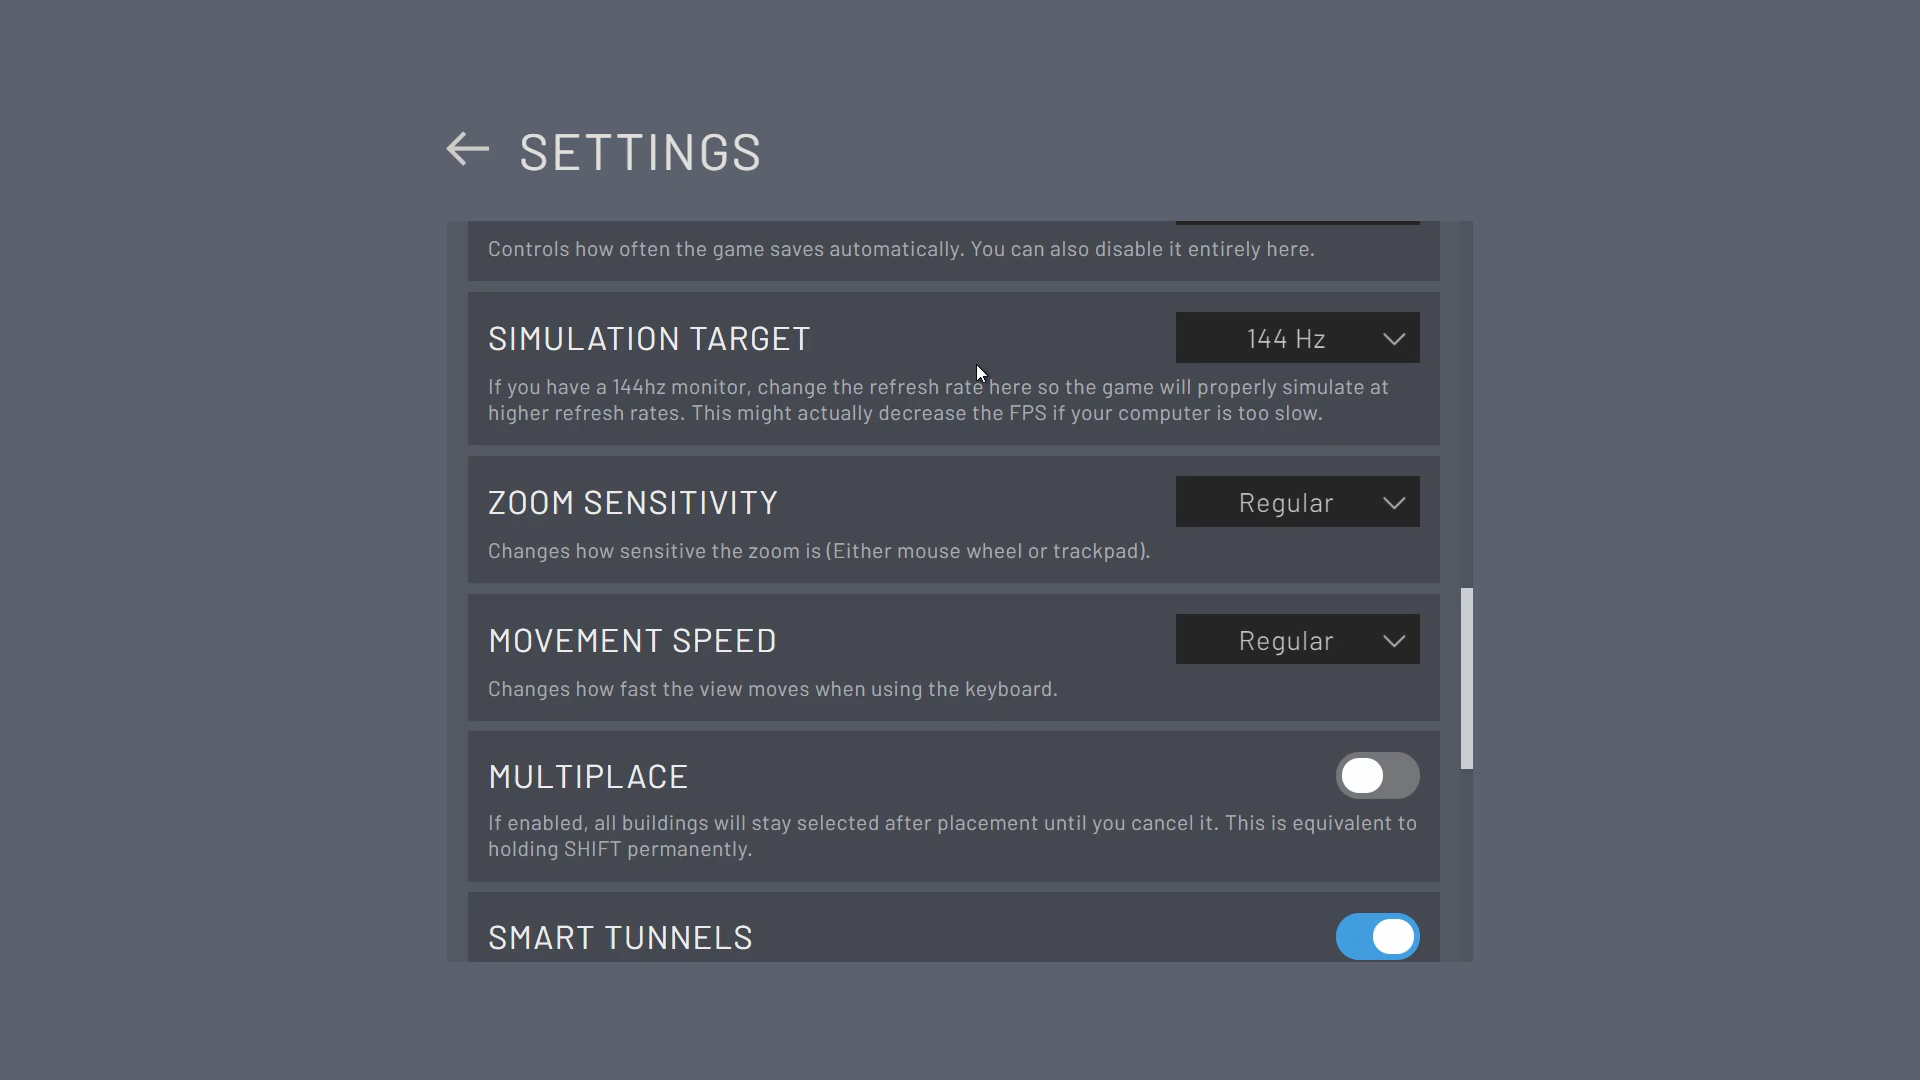 SETTINGS
Controls how often the game saves automatically. You can also disable it entirely here.
SIMULATION TARGET
144 Hz
If you have a 144hz monitor, change the refresh rate here so the game will properly simulate at
higher refresh rates. This might actually decrease the FPS if your computer is too slow.
ZOOM SENSITIVITY
Regular
Changes how sensitive the zoom is (Either mouse wheel or trackpad).
MOVEMENT SPEED
Regular
Changes how fast the view moves when using the keyboard.
MULTIPLACE
If enabled, all buildings will stay selected after placement until you cancel it. This is equivalent to
holding SHIFT permanently.
SMART TUNNELS